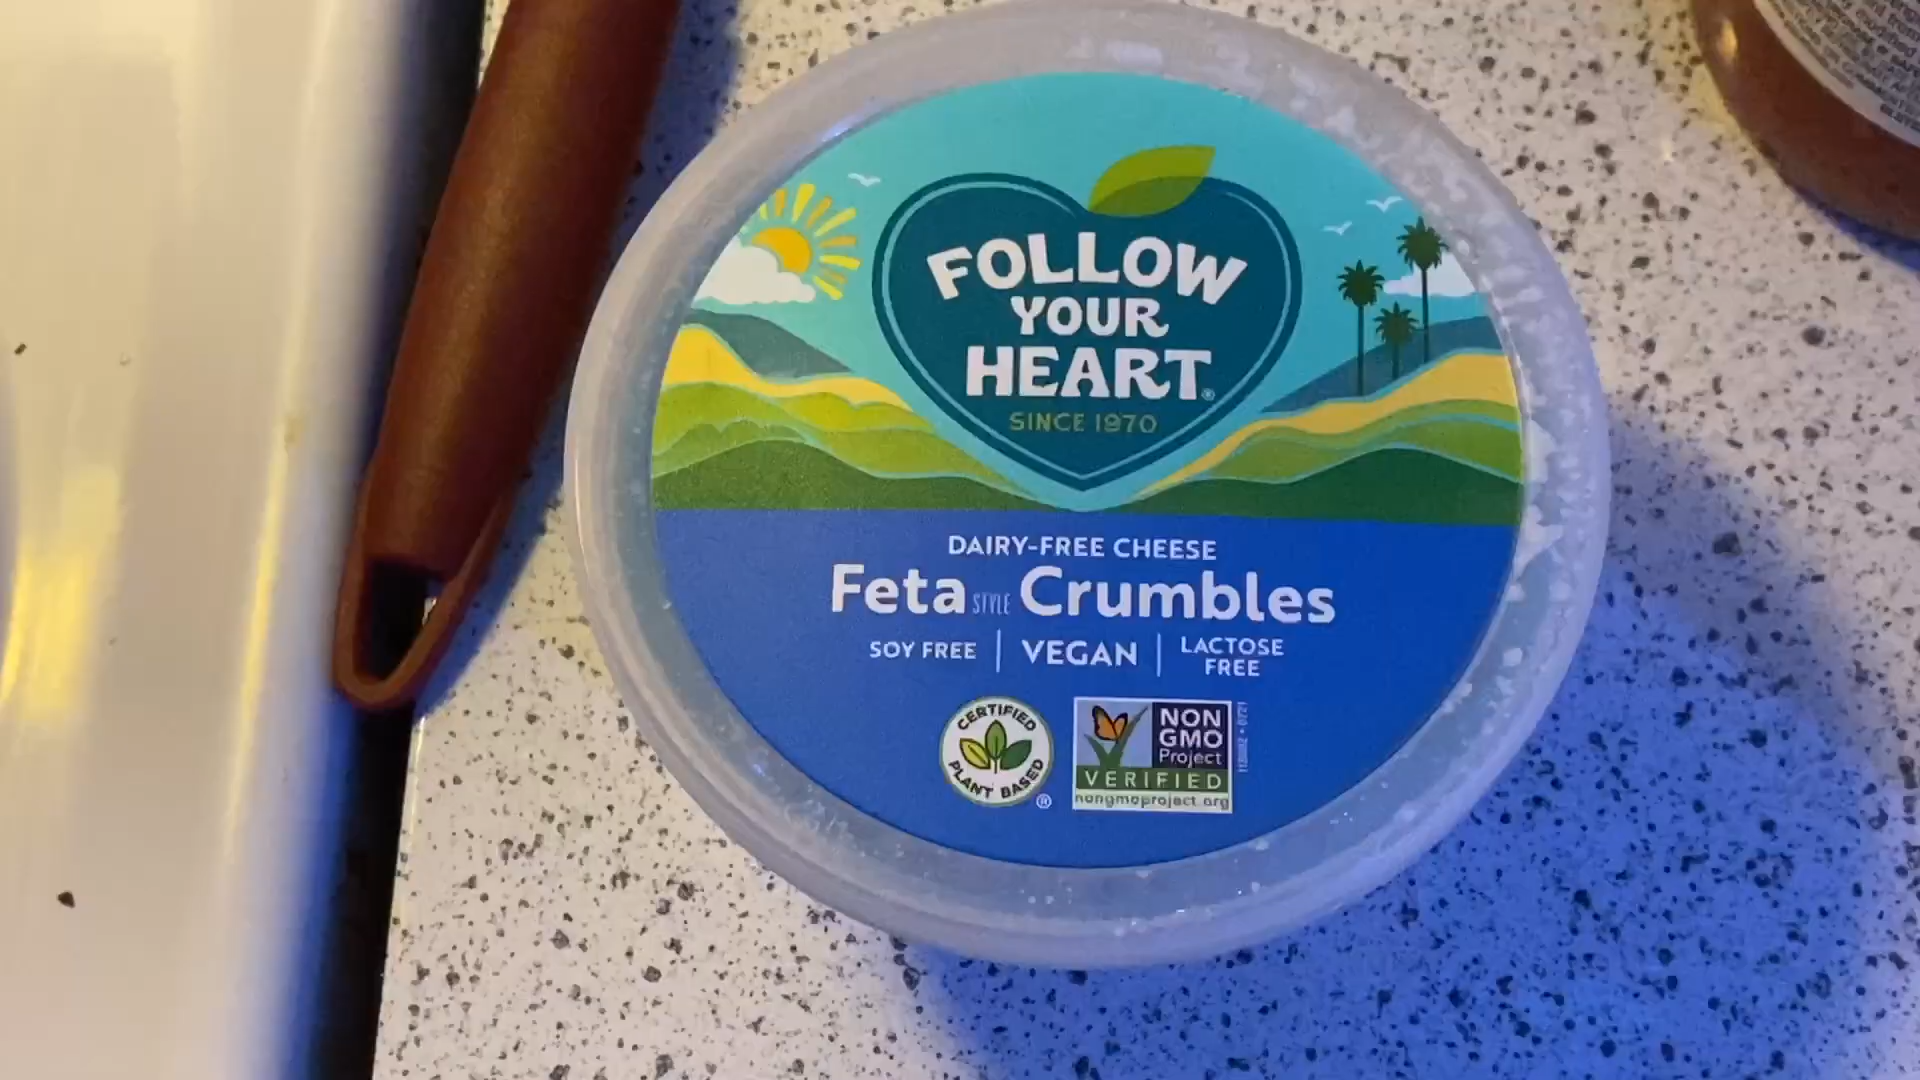 FOLLOW
YOUR
HEART®
SINCE 1970
DAIRY-FREE CHEESE
Feta STYLE Crumbles
SOY FREE | VEGAN | LACTOSE FREE
CERTIFIED PLANT BASED ®
NON
GMO
Project
VERIFIED
nongmoproject.org